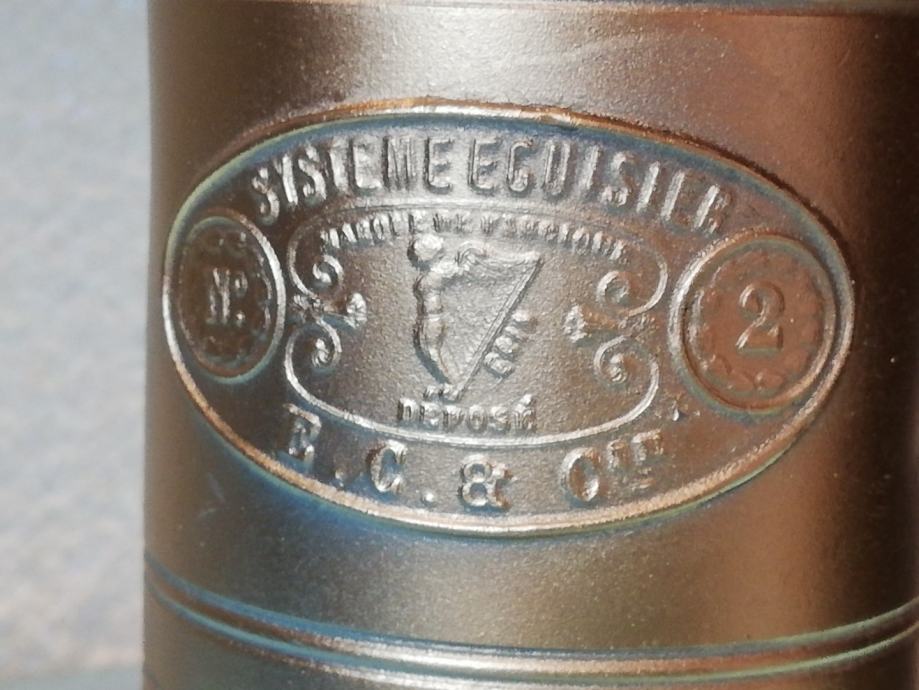 SYSTEME EGUISIER
MARQUE DE FABRIQUE
No.
2
DÉPOSÉ
E.C. & CIE